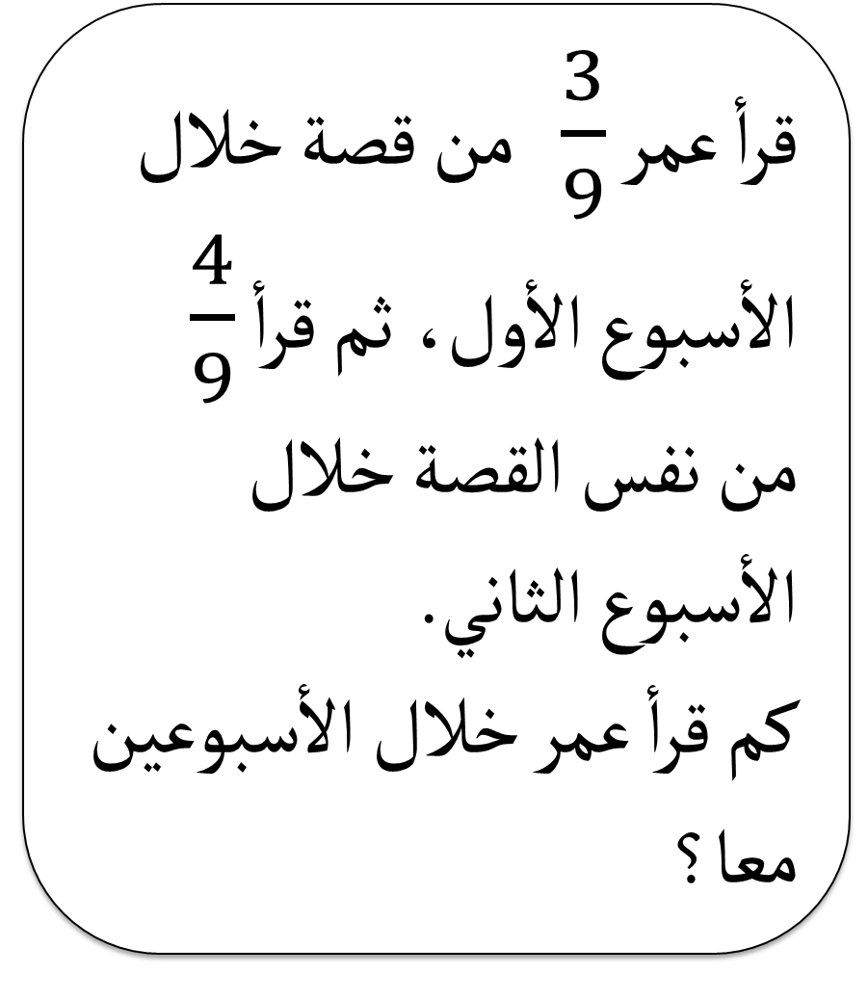 قرأ عمر 3/9 من قصة خلال
الأسبوع الأول، ثم قرأ 4/9
من نفس القصة خلال
الأسبوع الثاني.
كم قرأ عمر خلال الأسبوعين
معا؟